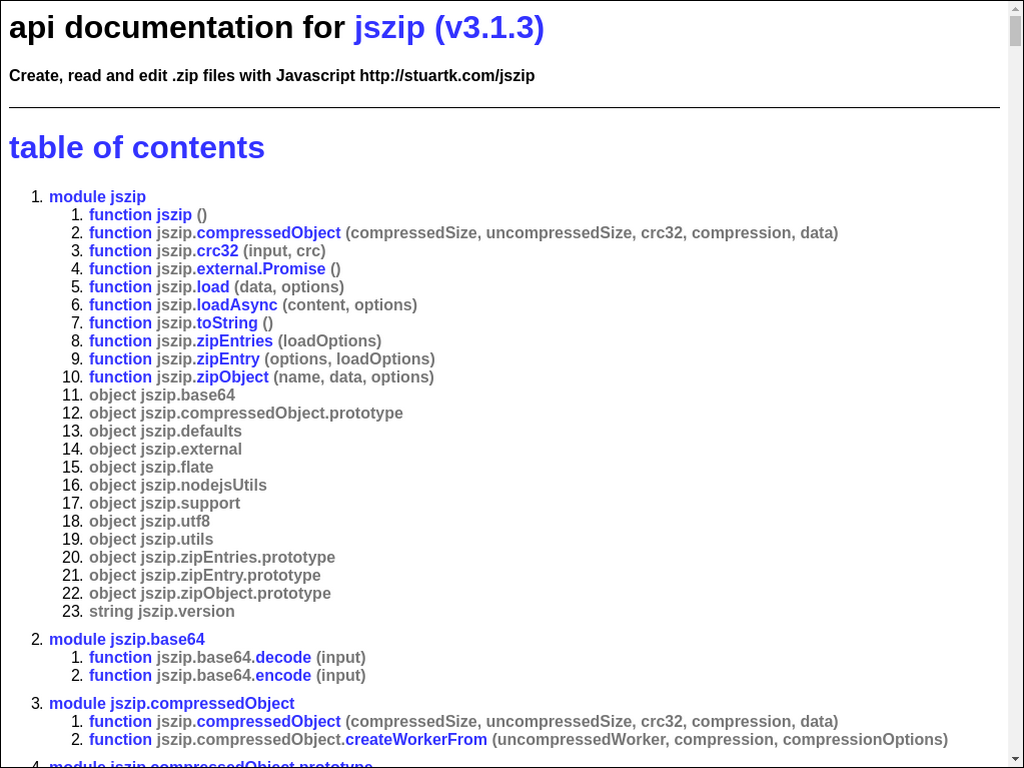 api documentation for jszip (v3.1.3)
Create, read and edit .zip files with Javascript http://stuartk.com/jszip
table of contents
1. module jszip
1. function jszip ()
2. function jszip.compressedObject (compressedSize, uncompressedSize, crc32, compression, data)
3. function jszip.crc32 (input, crc)
4. function jszip.external.Promise ()
5. function jszip.load (data, options)
6. function jszip.loadAsync (content, options)
7. function jszip.toString ()
8. function jszip.zipEntries (loadOptions)
9. function jszip.zipEntry (options, loadOptions)
10. function jszip.zipObject (name, data, options)
11. object jszip.base64
12. object jszip.compressedObject.prototype
13. object jszip.defaults
14. object jszip.external
15. object jszip.flate
16. object jszip.nodejsUtils
17. object jszip.support
18. object jszip.utf8
19. object jszip.utils
20. object jszip.zipEntries.prototype
21. object jszip.zipEntry.prototype
22. object jszip.zipObject.prototype
23. string jszip.version
2. module jszip.base64
1. function jszip.base64.decode (input)
2. function jszip.base64.encode (input)
3. module jszip.compressedObject
1. function jszip.compressedObject (compressedSize, uncompressedSize, crc32, compression, data)
2. function jszip.compressedObject.createWorkerFrom (uncompressedWorker, compression, compressionOptions)
4. module jszip.compressedObject.prototype